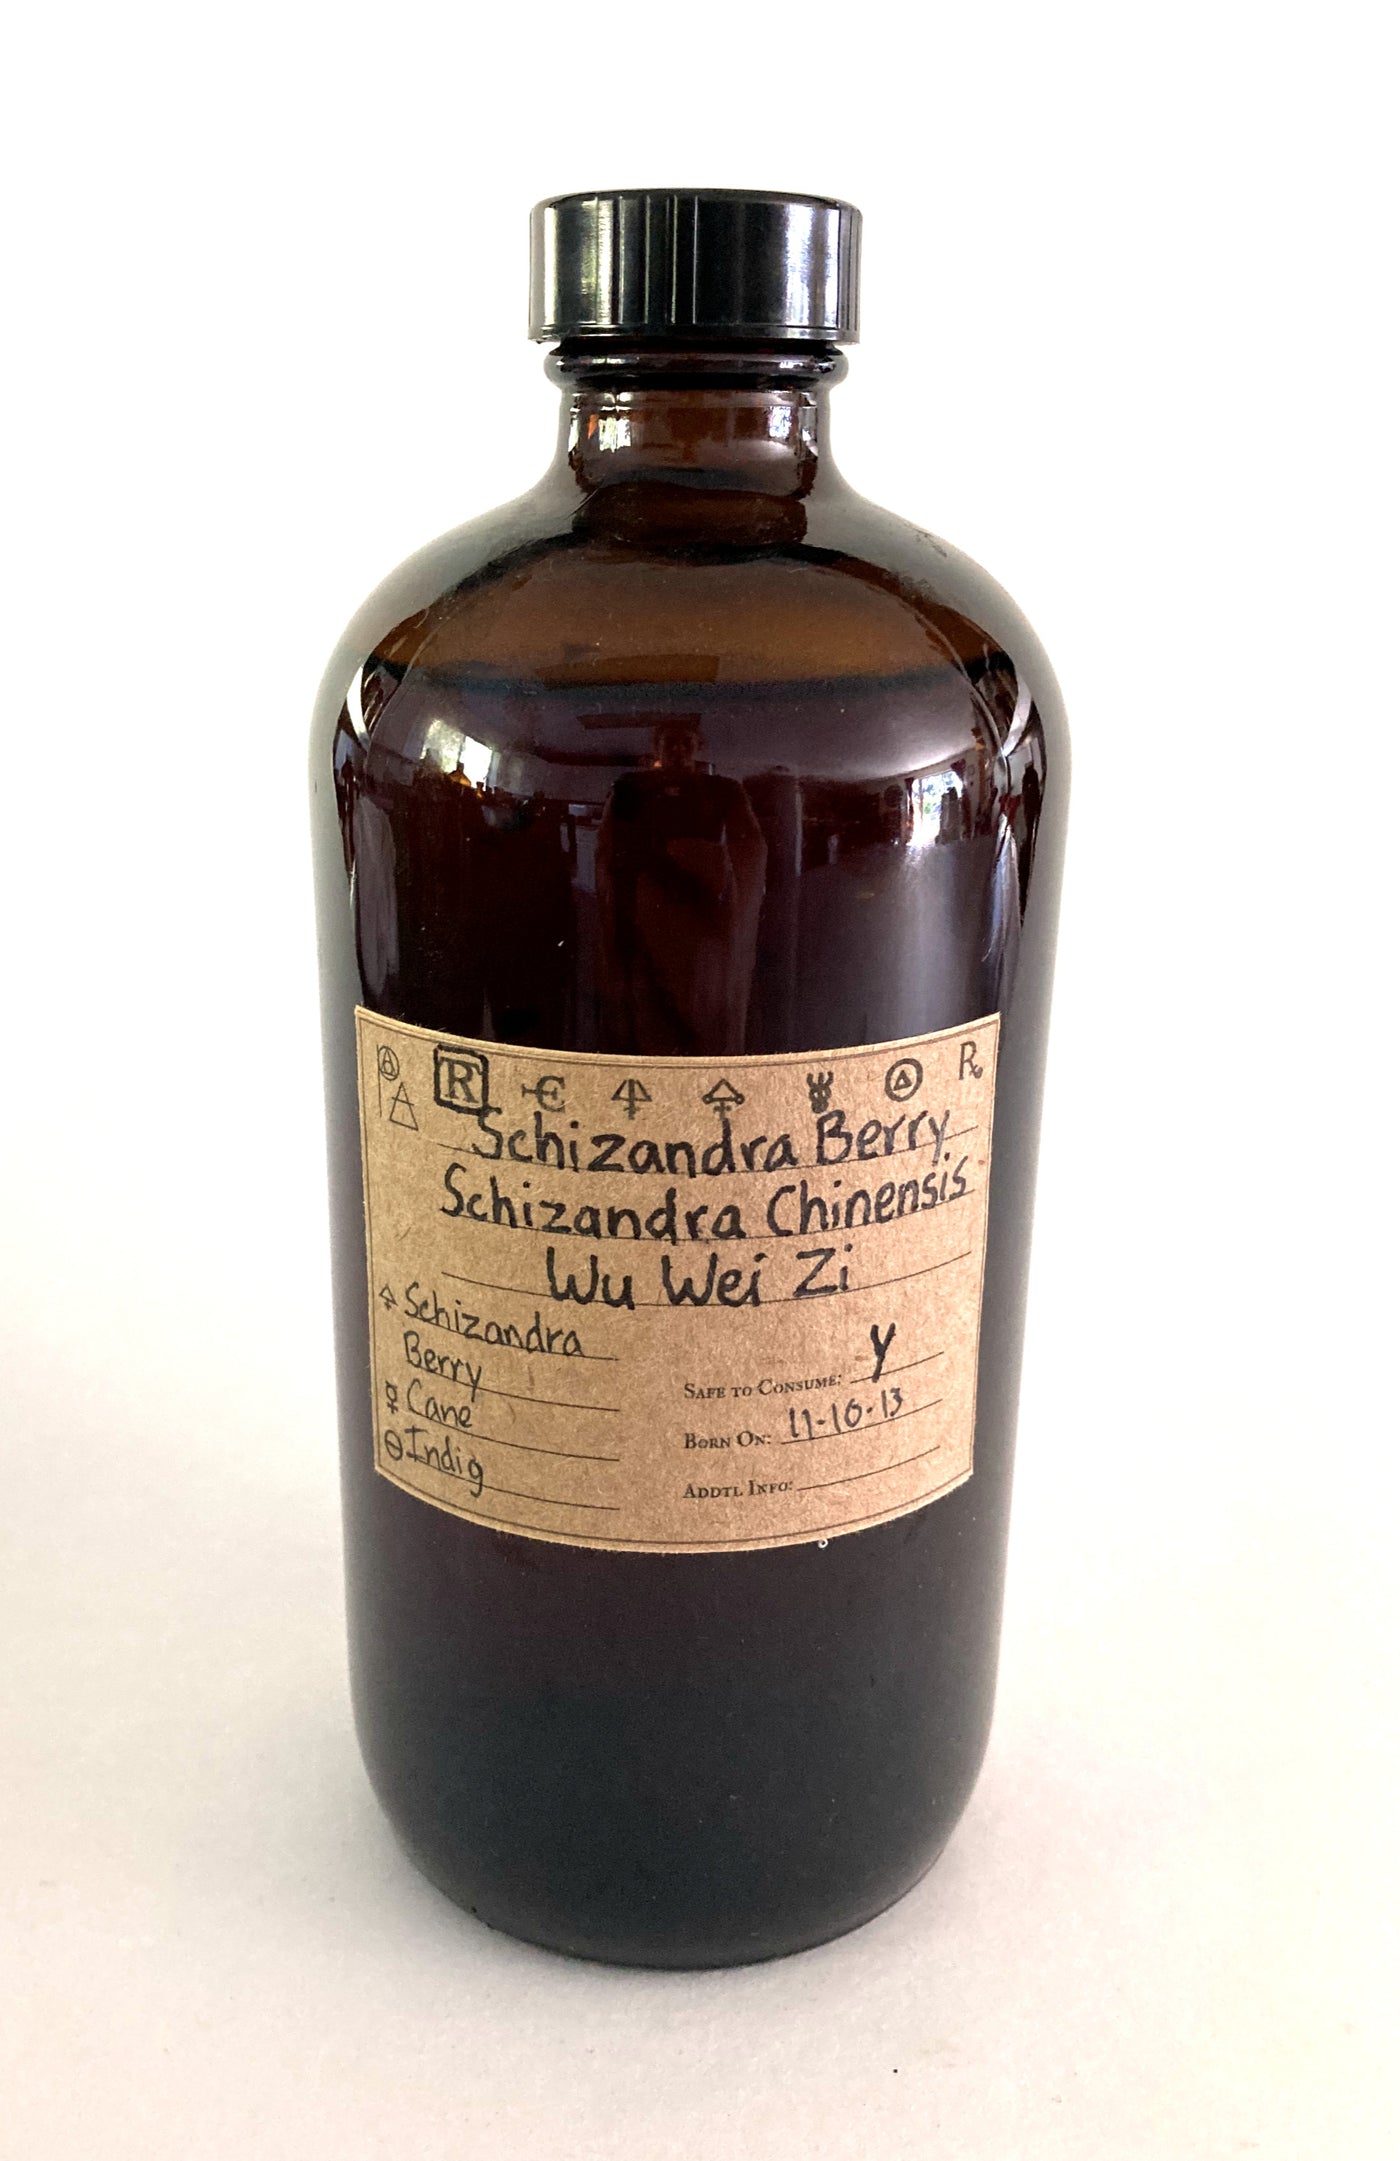 R E ℞
Schizandra Berry
Schizandra Chinensis
Wu Wei Zi
Schizandra
Berry
Cane
Indig
SAFE TO CONSUME: Y
BORN ON: 11-10-13
ADDTL INFO: